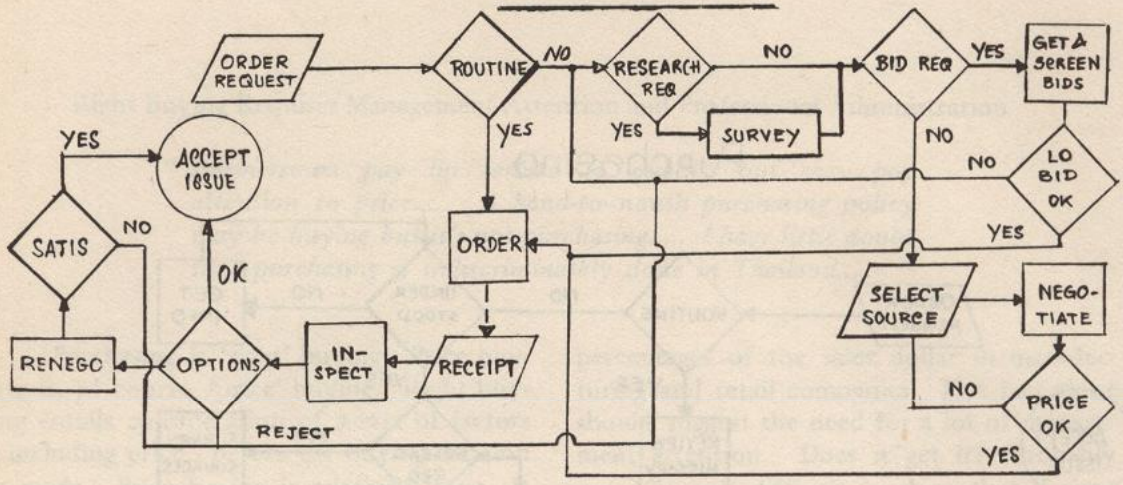 ORDER
REQUEST
ROUTINE
NO
RESEARCH
REQ
NO
BID REQ
YES
GET &
SCREEN
BIDS
YES
YES
YES
SURVEY
NO
ACCEPT
ISSUE
NO
LO
BID
OK
SATIS
NO
OK
ORDER
YES
SELECT
SOURCE
NEGO-
TIATE
RENEGO
OPTIONS
IN-
SPECT
RECEIPT
NO
PRICE
OK
REJECT
YES